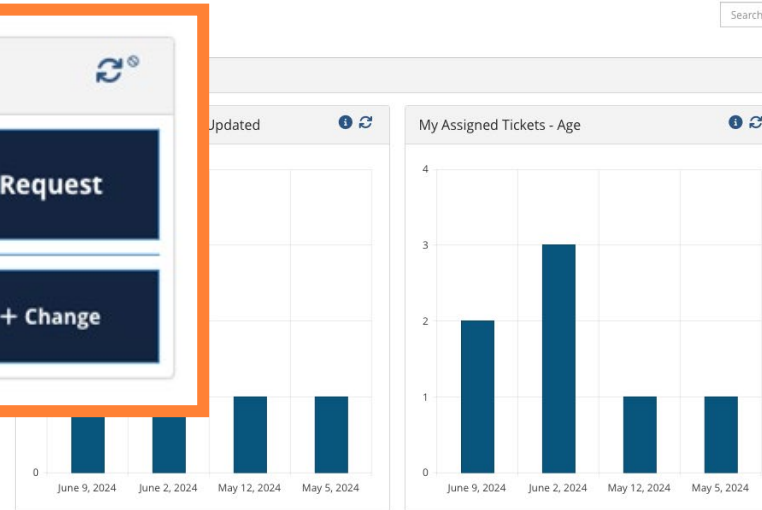 Search
Request
+ Change
Updated
My Assigned Tickets - Age
4
3
2
1
0
June 9, 2024
June 2, 2024
May 12, 2024
May 5, 2024
0
June 9, 2024
June 2, 2024
May 12, 2024
May 5, 2024